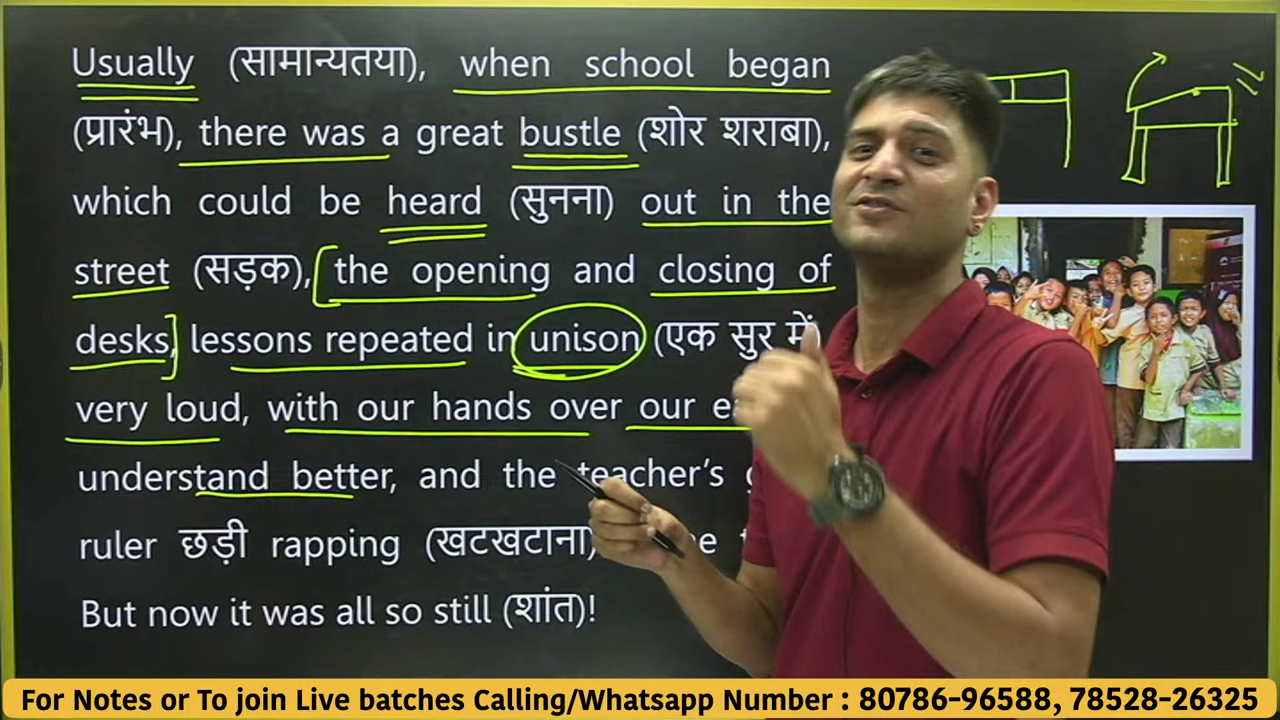 Usually (सामान्यतया), when school began
(प्रारंभ), there was a great bustle (शोर शराबा),
which could be heard (सुनना) out in the
street (सड़क), the opening and closing of
desks, lessons repeated in unison (एक सुर में)
very loud, with our hands over our
understand better, and the teacher's
ruler छड़ी rapping (खटखटाना)
But now it was all so still (शांत)!
For Notes or To join Live batches Calling/Whatsapp Number : 80786-96588, 78528-26325